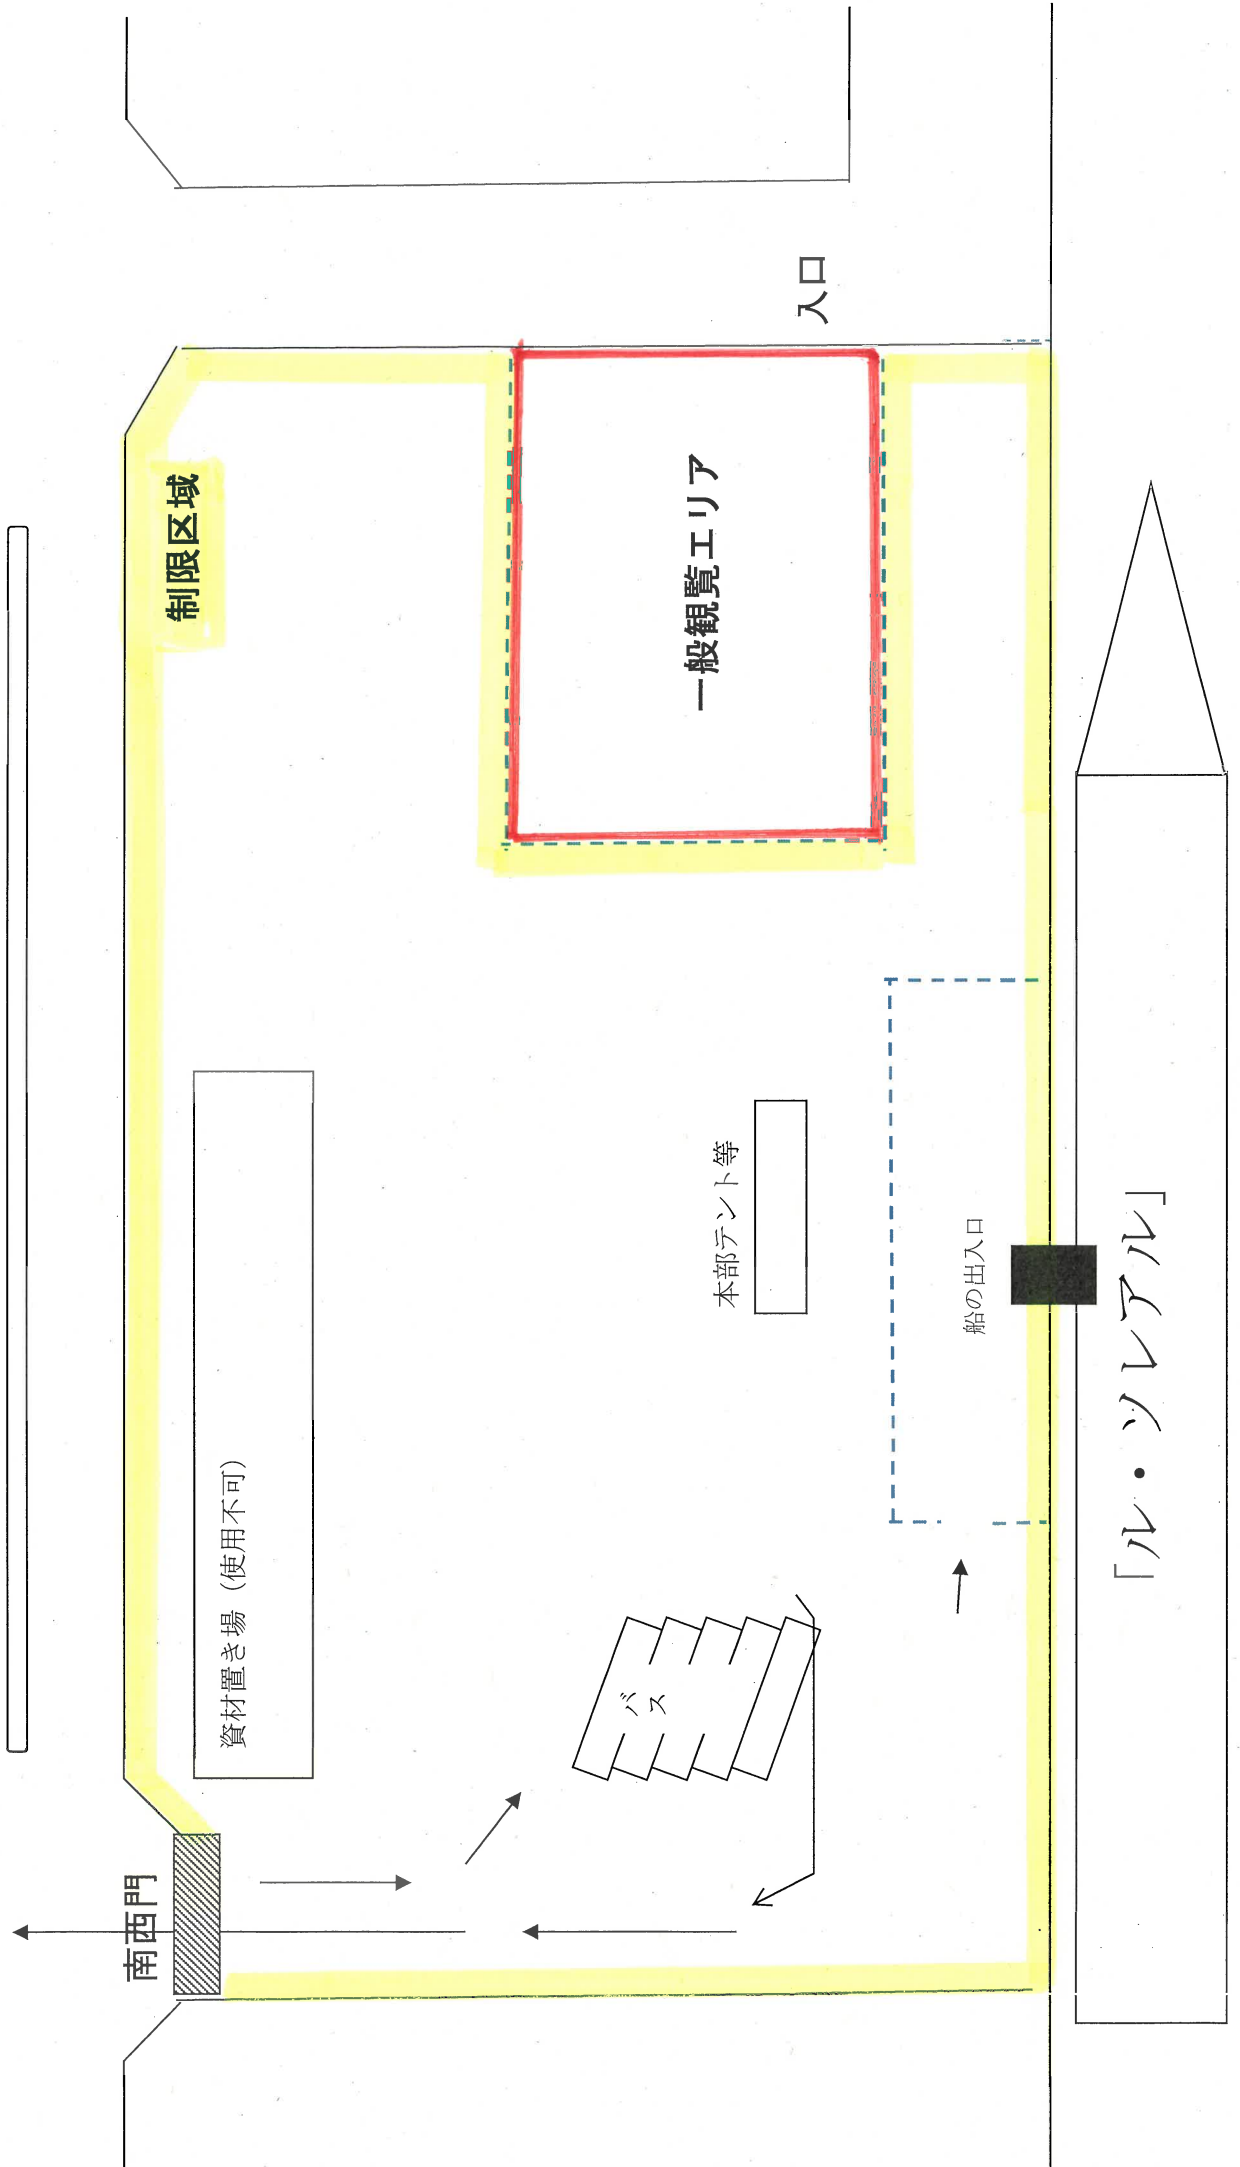 南西門
資材置き場（使用不可）
制限区域
バス
本部テント等
一般観覧エリア
入口
船の出入口
「ル・ソレアル」